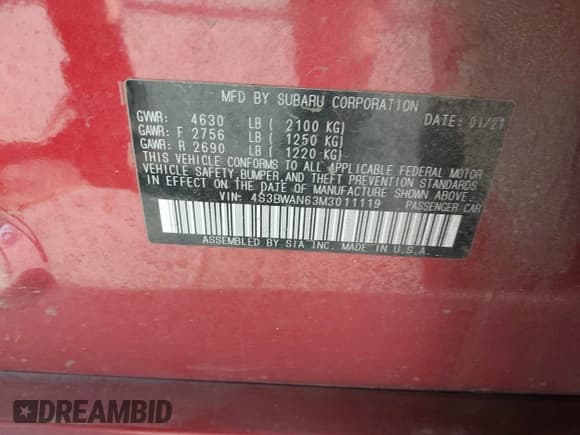 MFD BY SUBARU CORPORATION DATE: 01/21
GVWR: 4630 LB ( 2100 KG)
GAWR: F 2756 LB ( 1250 KG)
GAWR: R 2690 LB ( 1220 KG)
THIS VEHICLE CONFORMS TO ALL APPLICABLE FEDERAL MOTOR
VEHICLE SAFETY,BUMPER,AND THEFT PREVENTION STANDARDS
IN EFFECT ON THE DATE OF MANUFACTURE SHOWN ABOVE.
VIN: 4S3BWAN63M3011119 PASSENGER CAR
ASSEMBLED BY SIA INC. MADE IN U.S.A.
DREAMBID